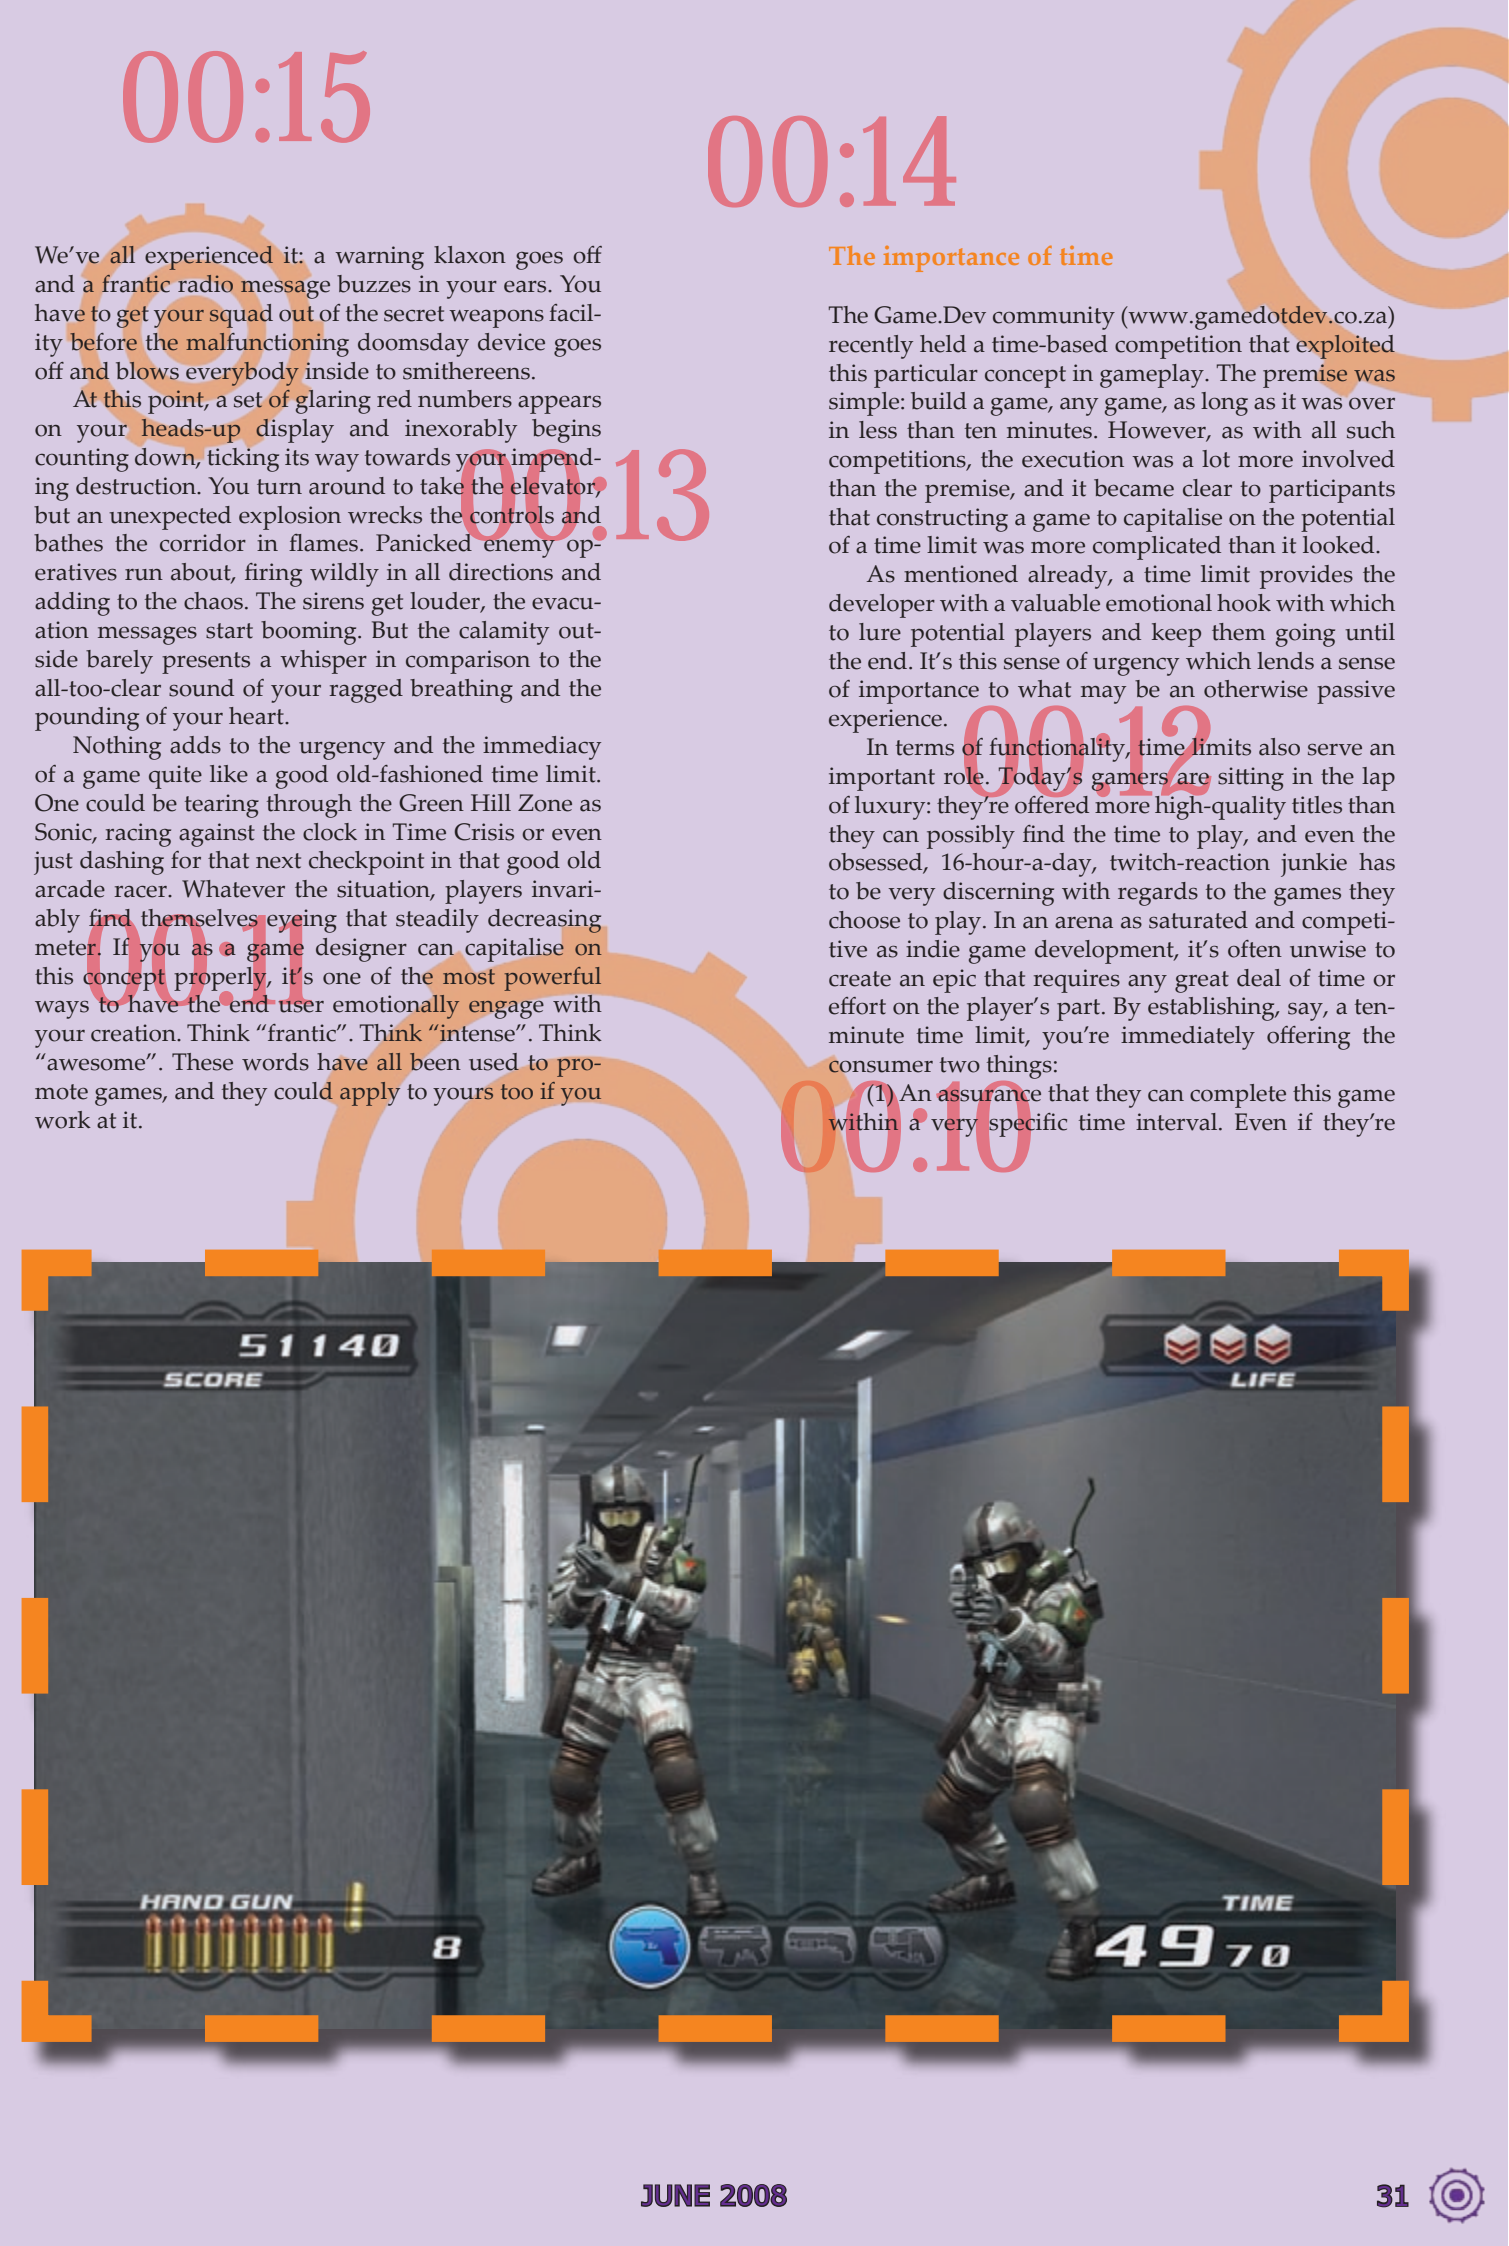 00:15
00:14
We've all experienced it: a warning klaxon goes off
and a frantic radio message buzzes in your ears. You
have to get your squad out of the secret weapons facil-
ity before the malfunctioning doomsday device goes
off and blows everybody inside to smithereens.
At this point, a set of glaring red numbers appears
on your heads-up display and inexorably begins
counting down, ticking its way towards your impend-
ing destruction. You turn around to take the elevator,
but an unexpected explosion wrecks the controls and
bathes the corridor in flames. Panicked enemy op-
eratives run about, firing wildly in all directions and
adding to the chaos. The sirens get louder, the evacu-
ation messages start booming. But the calamity out-
side barely presents a whisper in comparison to the
all-too-clear sound of your ragged breathing and the
pounding of your heart.
Nothing adds to the urgency and the immediacy
of a game quite like a good old-fashioned time limit.
One could be tearing through the Green Hill Zone as
Sonic, racing against the clock in Time Crisis or even
just dashing for that next checkpoint in that good old
arcade racer. Whatever the situation, players invari-
ably find themselves eyeing that steadily decreasing
meter. If you as a game designer can capitalise on
this concept properly, it's one of the most powerful
ways to have the end user emotionally engage with
your creation. Think “frantic”. Think “intense”. Think
“awesome”. These words have all been used to pro-
mote games, and they could apply to yours too if you
work at it.
00:13
00:11
The importance of time
The Game.Dev community (www.gamedotdev.co.za)
recently held a time-based competition that exploited
this particular concept in gameplay. The premise was
simple: build a game, any game, as long as it was over
in less than ten minutes. However, as with all such
competitions, the execution was a lot more involved
than the premise, and it became clear to participants
that constructing a game to capitalise on the potential
of a time limit was more complicated than it looked.
As mentioned already, a time limit provides the
developer with a valuable emotional hook with which
to lure potential players and keep them going until
the end. It's this sense of urgency which lends a sense
of importance to what may be an otherwise passive
experience.
In terms of functionality, time limits also serve an
important role. Today's gamers are sitting in the lap
of luxury: they're offered more high-quality titles than
they can possibly find the time to play, and even the
obsessed, 16-hour-a-day, twitch-reaction junkie has
to be very discerning with regards to the games they
choose to play. In an arena as saturated and competi-
tive as indie game development, it's often unwise to
create an epic that requires any great deal of time or
effort on the player's part. By establishing, say, a ten-
minute time limit, you're immediately offering the
consumer two things:
(1) An assurance that they can complete this game
within a very specific time interval. Even if they're
00:12
00:10
51140
SCORE
LIFE
HAND GUN
8
TIME
49 70
JUNE 2008
31